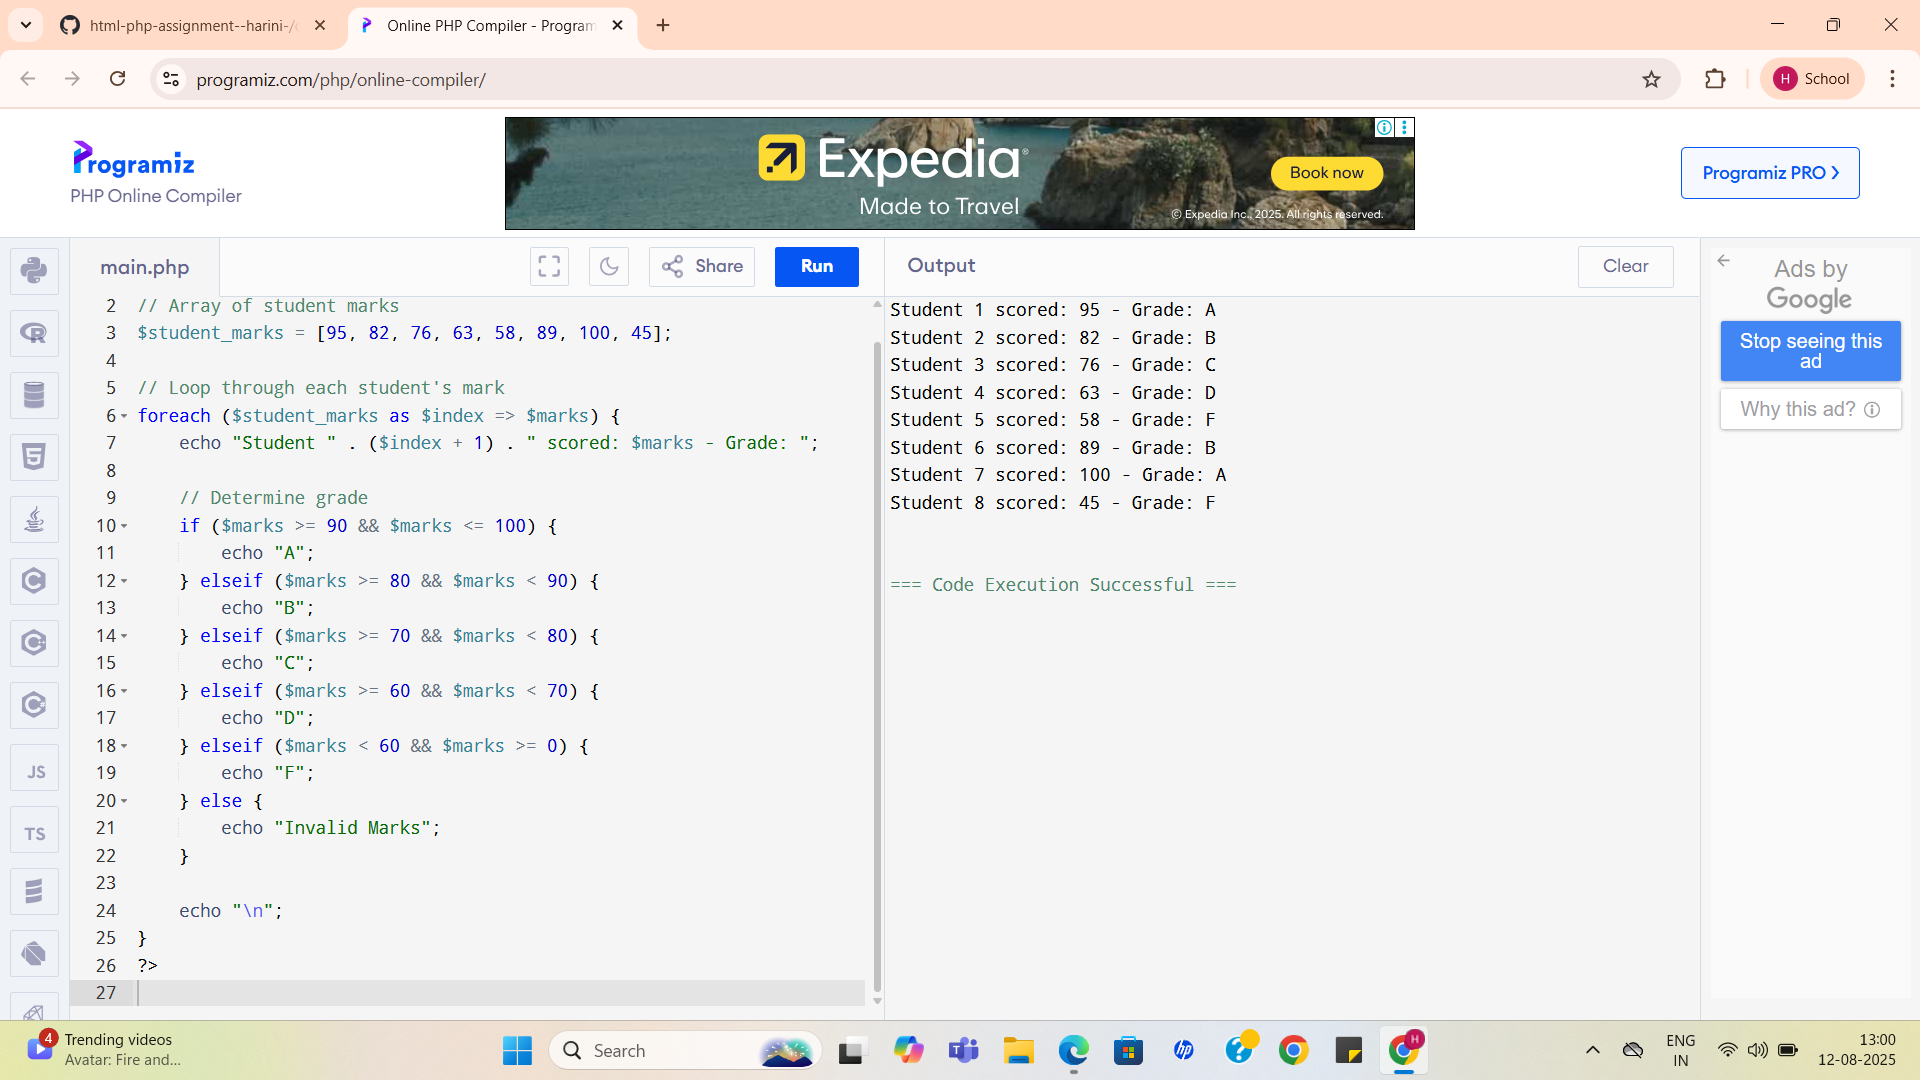 html-php-assignment--harini-/
Online PHP Compiler - Program
programiz.com/php/online-compiler/
H School
Programiz
PHP Online Compiler
Expedia®
Made to Travel
Book now
© Expedia Inc., 2025. All rights reserved.
Programiz PRO >
main.php
Share
Run
Output
Clear
2 // Array of student marks
3 $student_marks = [95, 82, 76, 63, 58, 89, 100, 45];
4
5 // Loop through each student's mark
6 foreach ($student_marks as $index => $marks) {
7 echo "Student " . ($index + 1) . " scored: $marks - Grade: ";
8
9 // Determine grade
10 if ($marks >= 90 && $marks <= 100) {
11 echo "A";
12 } elseif ($marks >= 80 && $marks < 90) {
13 echo "B";
14 } elseif ($marks >= 70 && $marks < 80) {
15 echo "C";
16 } elseif ($marks >= 60 && $marks < 70) {
17 echo "D";
18 } elseif ($marks < 60 && $marks >= 0) {
19 echo "F";
20 } else {
21 echo "Invalid Marks";
22 }
23
24 echo "\n";
25 }
26 ?>
27
Student 1 scored: 95 - Grade: A
Student 2 scored: 82 - Grade: B
Student 3 scored: 76 - Grade: C
Student 4 scored: 63 - Grade: D
Student 5 scored: 58 - Grade: F
Student 6 scored: 89 - Grade: B
Student 7 scored: 100 - Grade: A
Student 8 scored: 45 - Grade: F
=== Code Execution Successful ===
Ads by
Google
Stop seeing this
ad
Why this ad?
R
5
C
C
C
JS
TS
4
Trending videos
Avatar: Fire and...
Search
T
hp
?
H
ENG
IN
13:00
12-08-2025